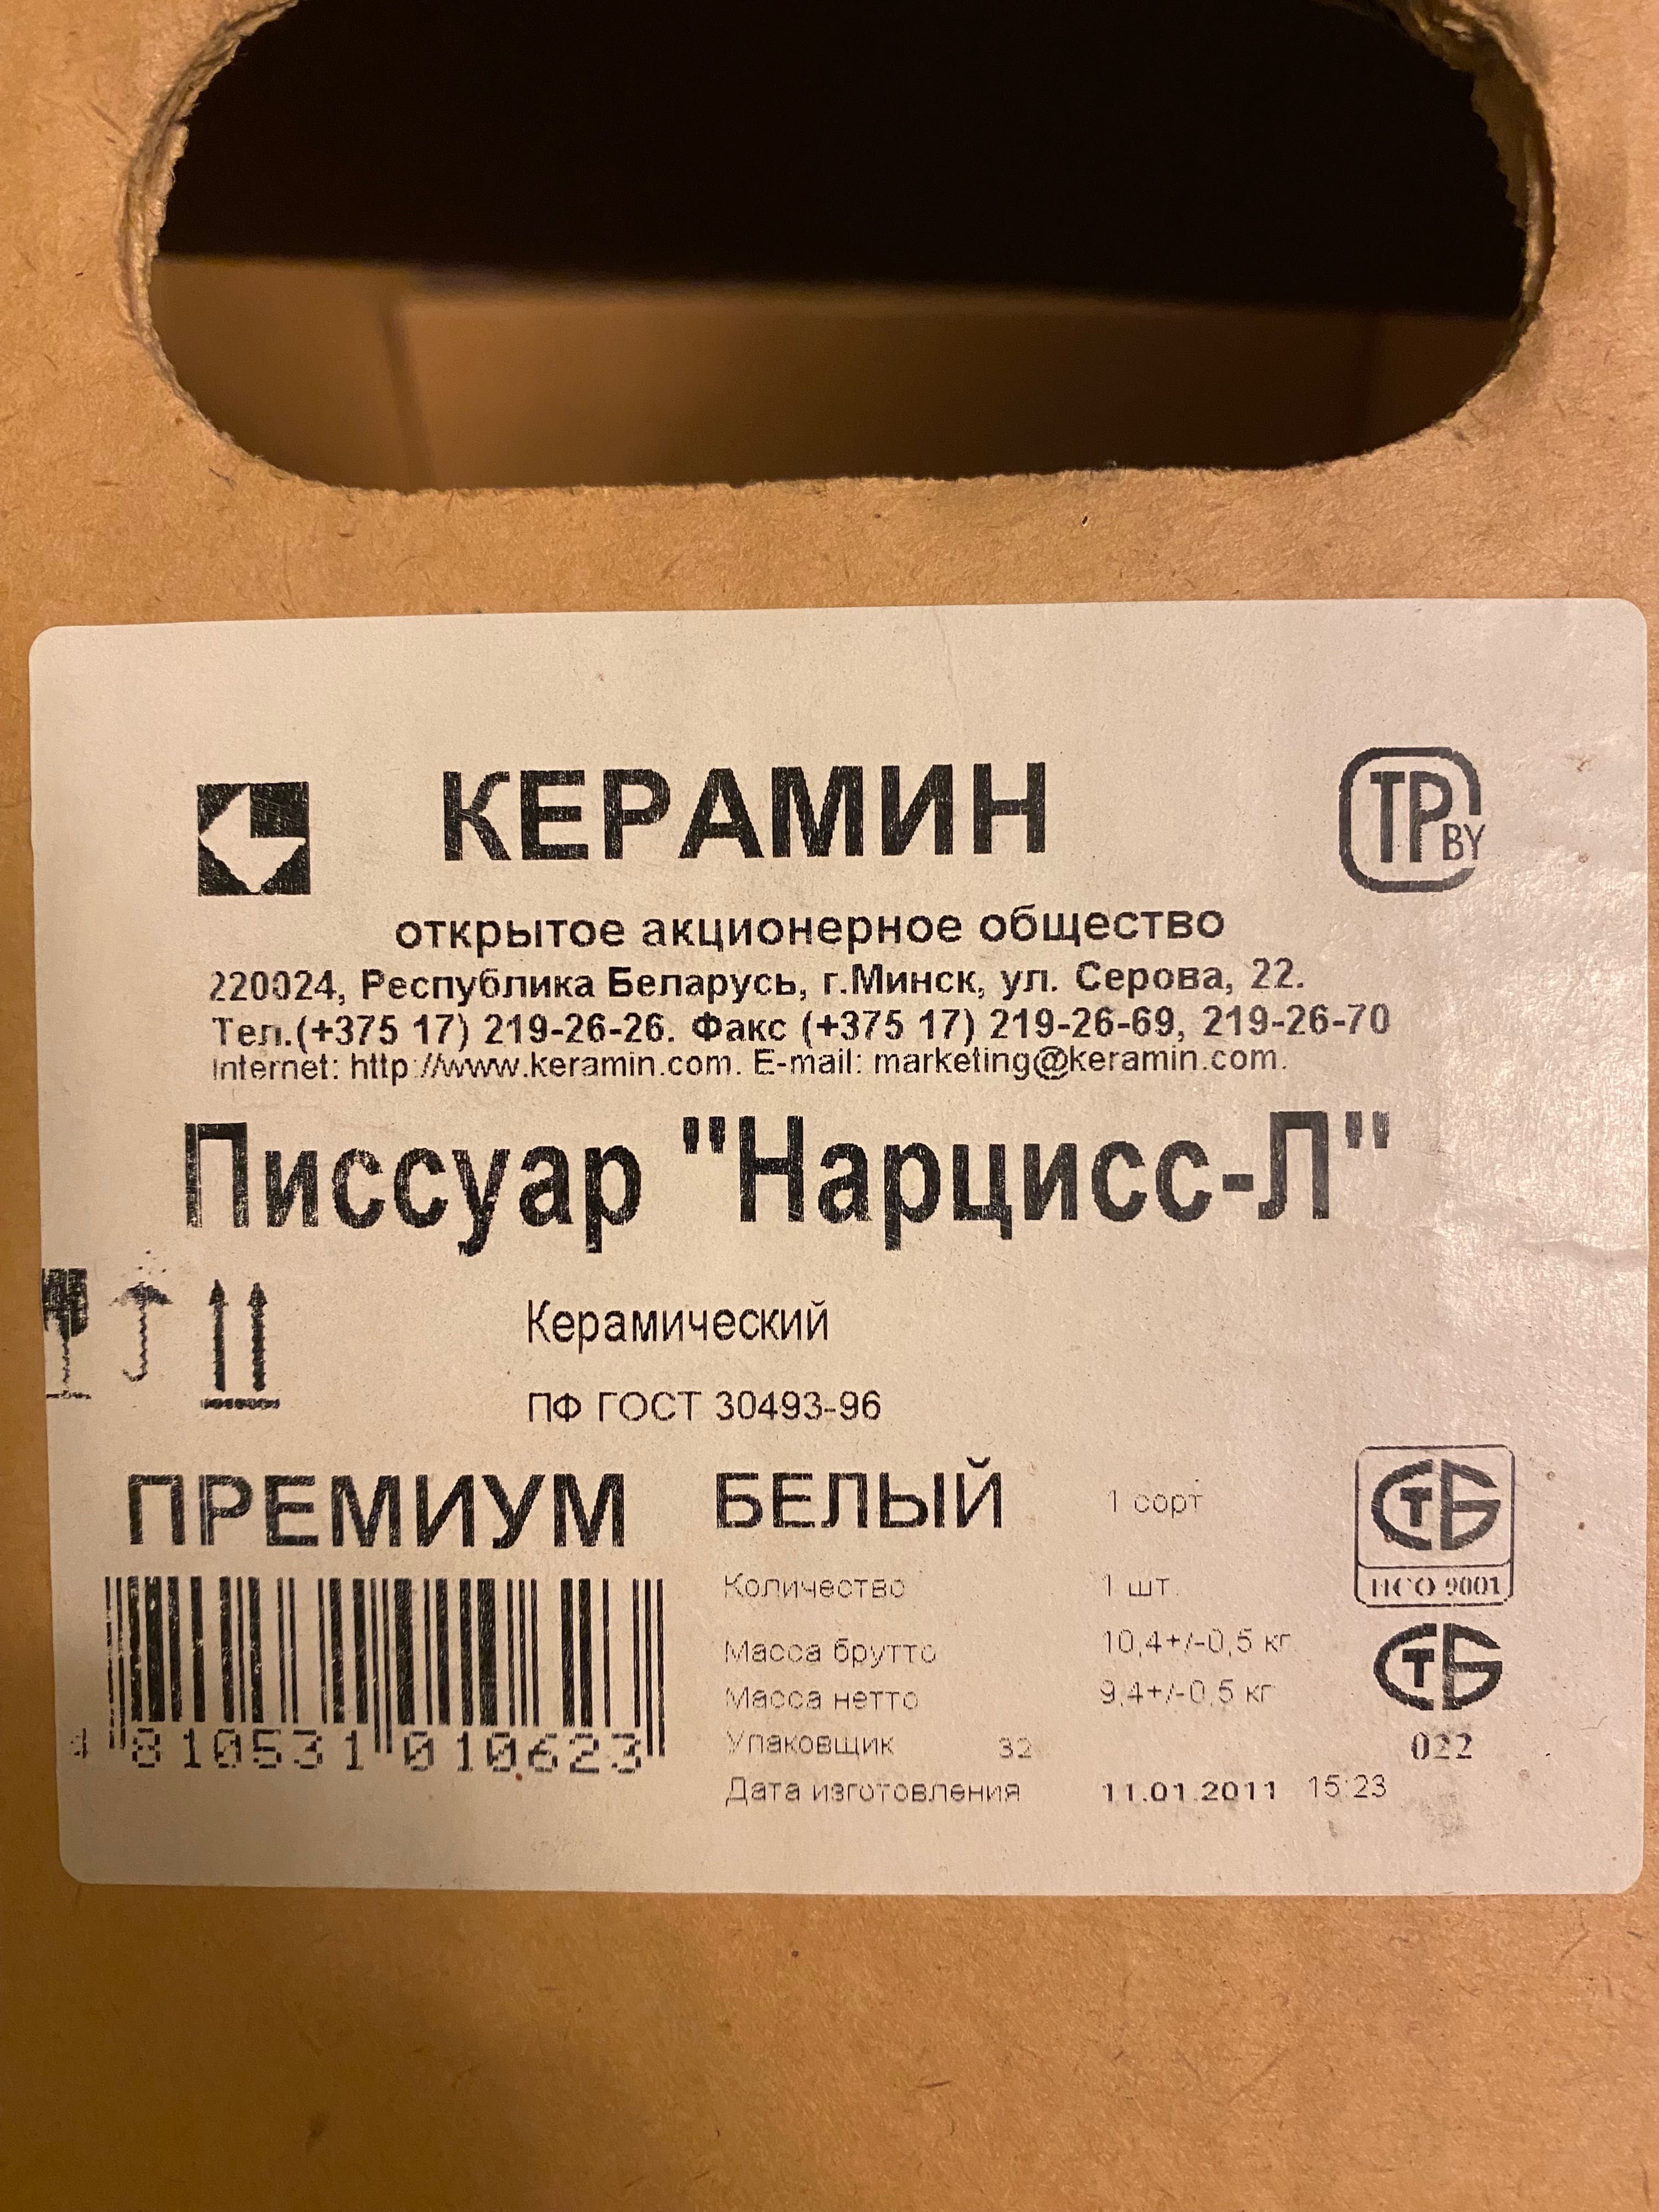 КЕРАМИН
ТР BY
открытое акционерное общество
220024, Республика Беларусь, г.Минск, ул. Серова, 22.
Тел.(+375 17) 219-26-26. Факс (+375 17) 219-26-69, 219-26-70
Internet: http://www.keramin.com. E-mail: marketing@keramin.com.
Писсуар "Нарцисс-Л"
Керамический
ПФ ГОСТ 30493-96
ПРЕМИУМ БЕЛЫЙ 1 сорт
СТБ
ИСО 9001
Количество 1 шт.
Масса брутто 10,4+/-0,5 кг
Масса нетто 9,4+/-0,5 кг
СТБ
022
Упаковщик 32
4 810531 010623
Дата изготовления 11.01.2011 15:23